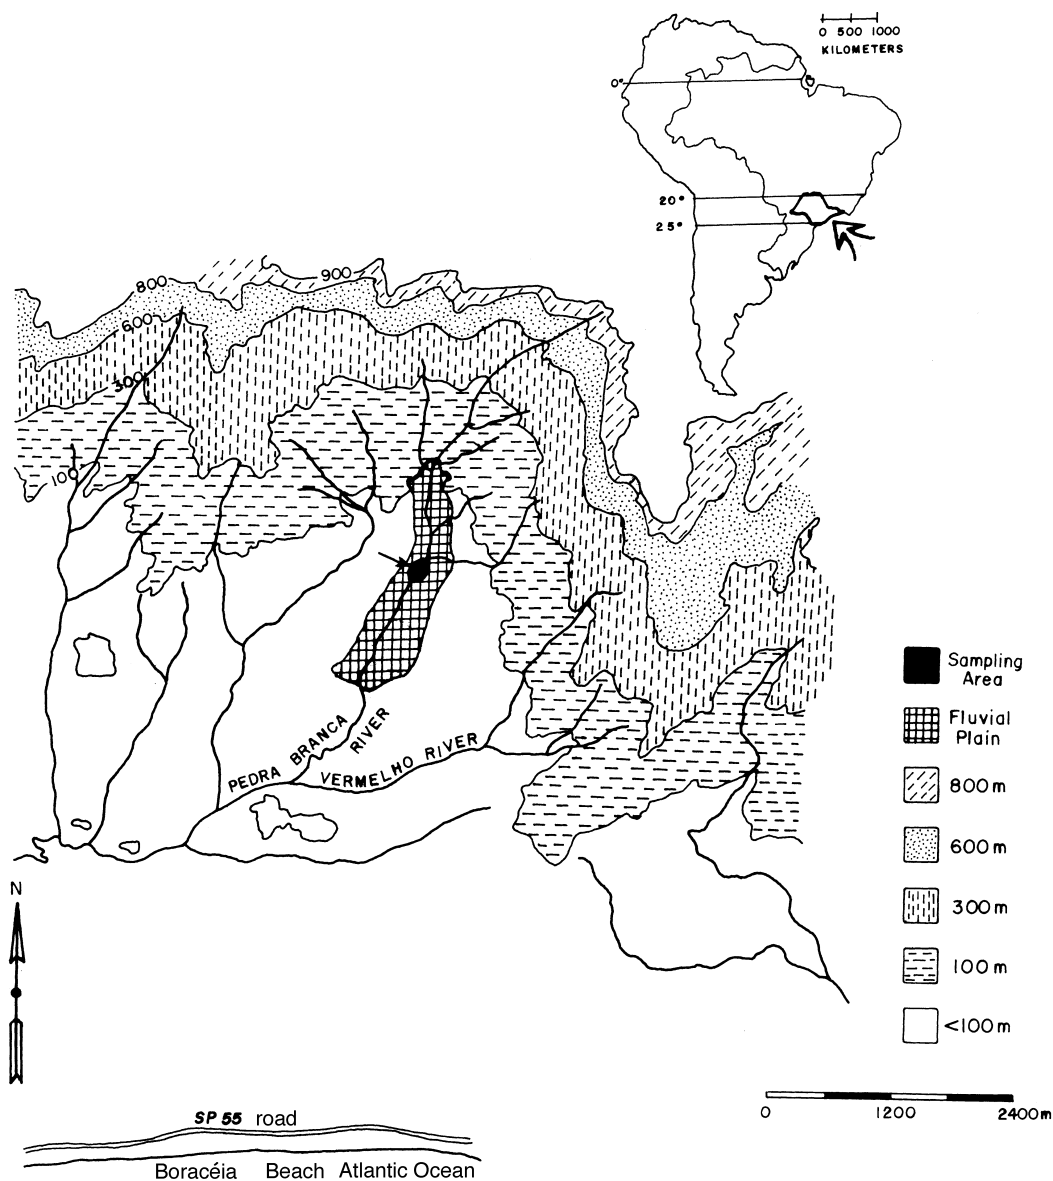 0 500 1000
KILOMETERS
0°
20°
25°
900
800
600
300
100
Sampling
Area
Fluvial
Plain
800m
600m
300m
100m
<100m
PEDRA BRANCA
RIVER
VERMELHO RIVER
N
0 1200 2400m
SP 55 road
Boracéia Beach Atlantic Ocean